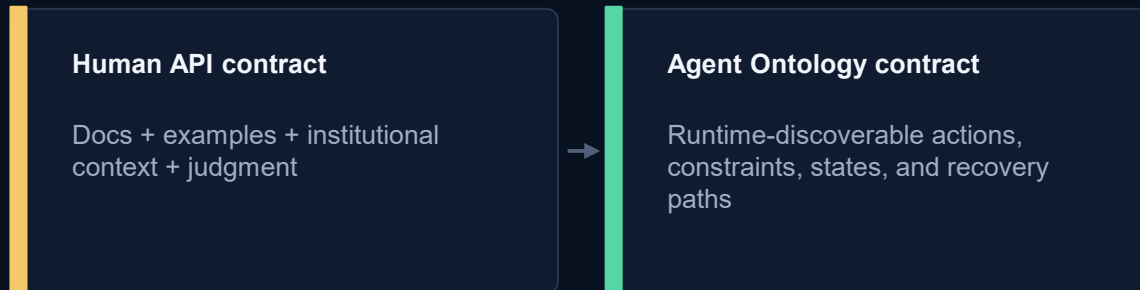 Human API contract
Docs + examples + institutional
context + judgment
Agent Ontology contract
Runtime-discoverable actions,
constraints, states, and recovery
paths